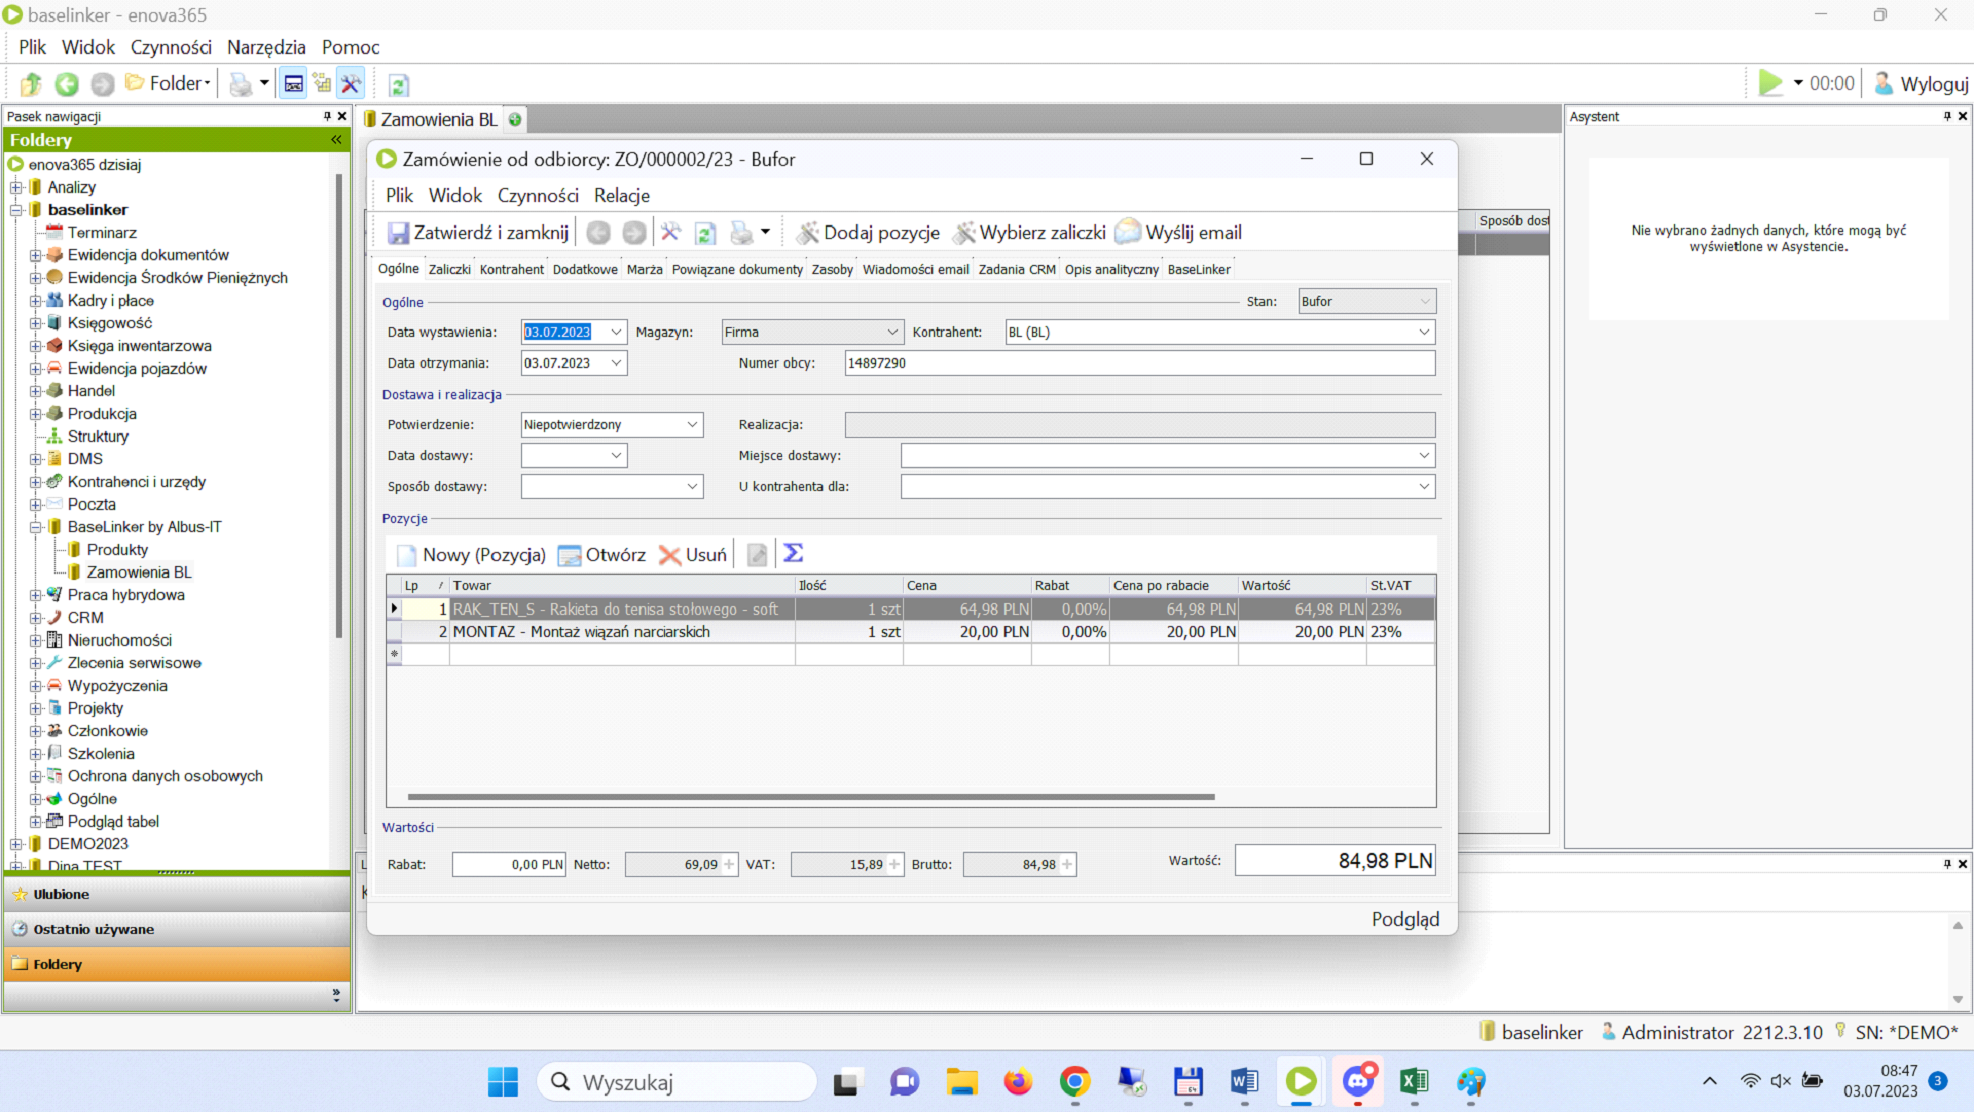 baselinker - enova365
Plik Widok Czynności Narzędzia Pomoc
Folder 00:00 Wyloguj
Pasek nawigacji
Foldery
enova365 dzisiaj
Analizy
baselinker
Terminarz
Ewidencja dokumentów
Ewidencja Środków Pieniężnych
Kadry i płace
Księgowość
Księga inwentarzowa
Ewidencja pojazdów
Handel
Produkcja
Struktury
DMS
Kontrahenci i urzędy
Poczta
BaseLinker by Albus-IT
Produkty
Zamowienia BL
Praca hybrydowa
CRM
Nieruchomości
Zlecenia serwisowe
Wypożyczenia
Projekty
Członkowie
Szkolenia
Ochrona danych osobowych
Ogólne
Podgląd tabel
DEMO2023
Dina TEST
Ulubione
Ostatnio używane
Foldery
Zamowienia BL
Zamówienie od odbiorcy: ZO/000002/23 - Bufor
Plik Widok Czynności Relacje
Zatwierdź i zamknij Dodaj pozycje Wybierz zaliczki Wyślij email
Ogólne Zaliczki Kontrahent Dodatkowe Marża Powiązane dokumenty Zasoby Wiadomości email Zadania CRM Opis analityczny BaseLinker
Ogólne Stan: Bufor
Data wystawienia: 03.07.2023 Magazyn: Firma Kontrahent: BL (BL)
Data otrzymania: 03.07.2023 Numer obcy: 14897290
Dostawa i realizacja
Potwierdzenie: Niepotwierdzony Realizacja:
Data dostawy: Miejsce dostawy:
Sposób dostawy: U kontrahenta dla:
Pozycje
Nowy (Pozycja) Otwórz Usuń Σ
Lp / Towar Ilość Cena Rabat Cena po rabacie Wartość St.VAT
1 RAK_TEN_S - Rakieta do tenisa stołowego - soft 1 szt 64,98 PLN 0,00% 64,98 PLN 64,98 PLN 23%
2 MONTAZ - Montaż wiązań narciarskich 1 szt 20,00 PLN 0,00% 20,00 PLN 20,00 PLN 23%
Wartości
Rabat: 0,00 PLN Netto: 69,09 + VAT: 15,89 + Brutto: 84,98 + Wartość: 84,98 PLN
Podgląd
Sposób dost
Asystent
Nie wybrano żadnych danych, które mogą być
wyświetlone w Asystencie.
baselinker Administrator 2212.3.10 SN: *DEMO*
Wyszukaj
08:47
03.07.2023
3